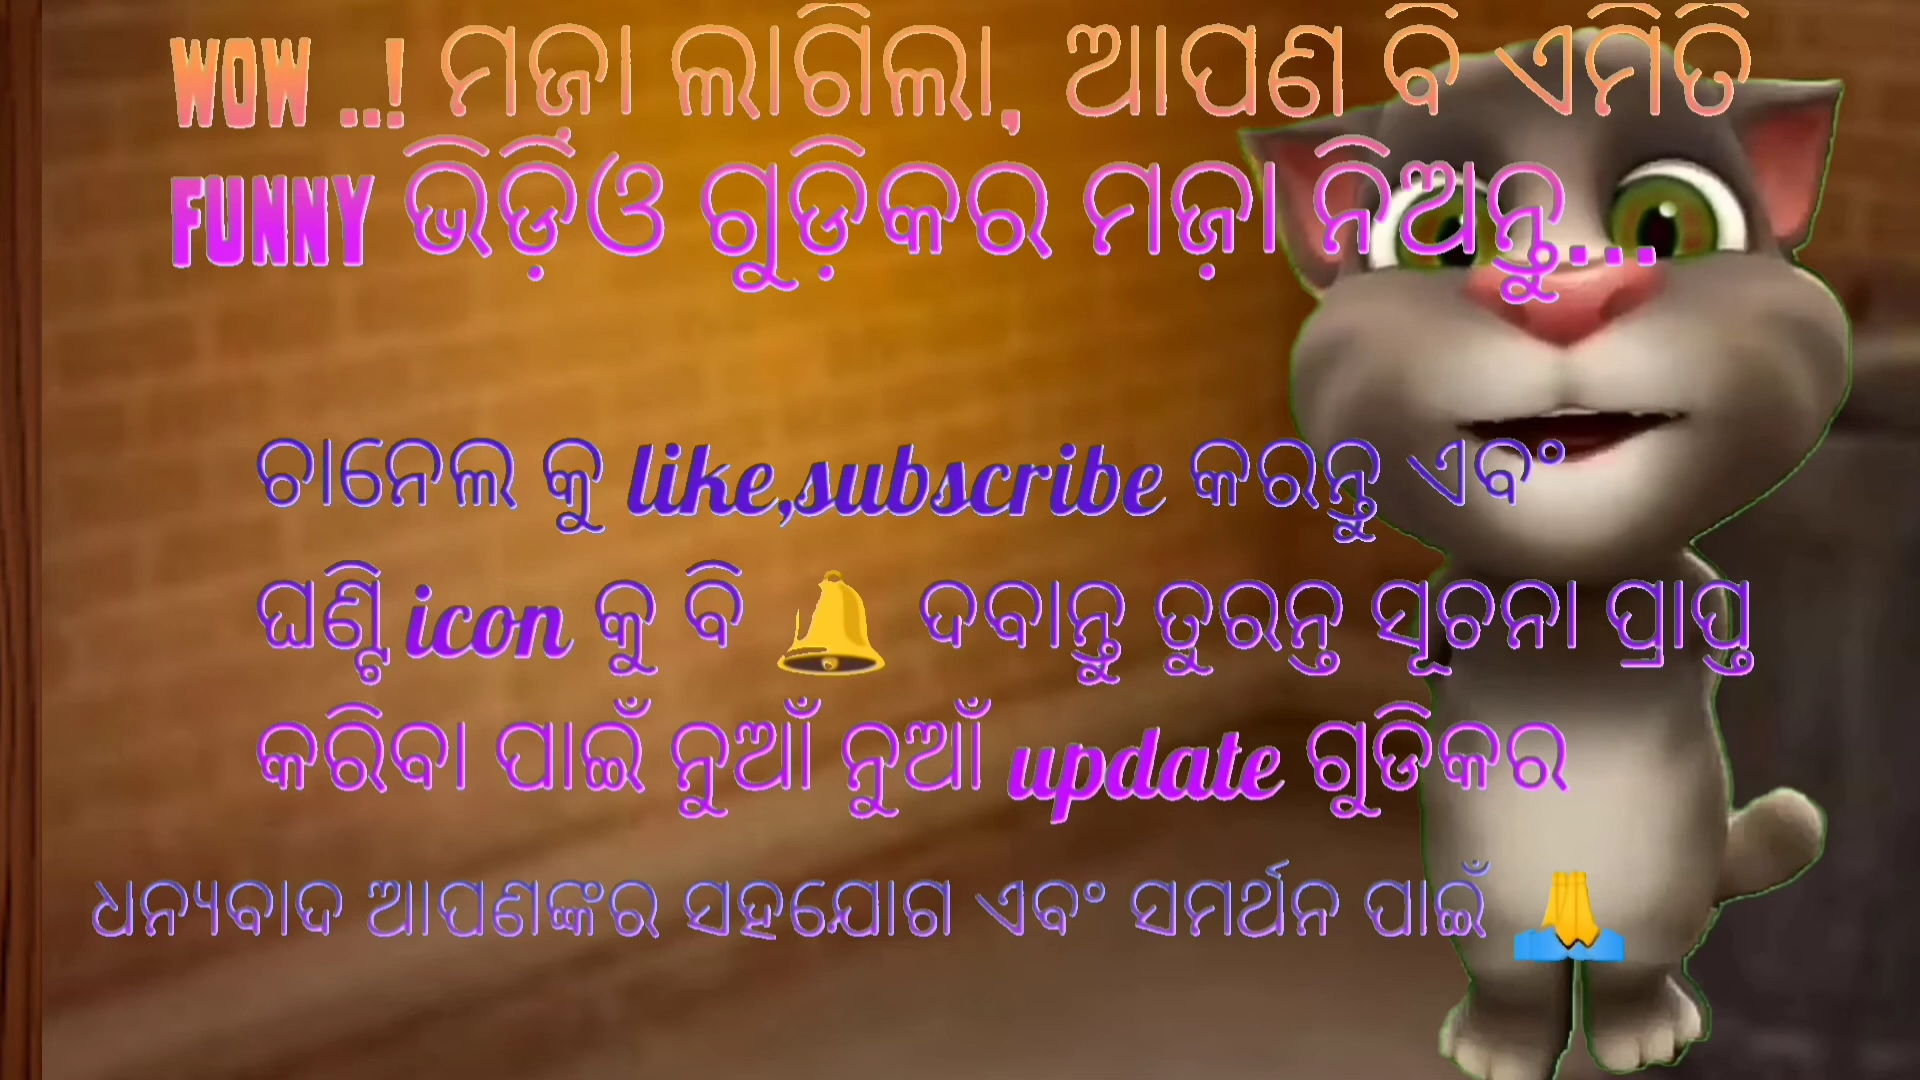 WOW ..! ମଜ଼ା ଲାଗିଲା, ଆପଣ ବି ଏମିତି
FUNNY ଭିଡ଼ିଓ ଗୁଡ଼ିକର ମଜ଼ା ନିଅନ୍ତୁ...
ଚାନେଲ କୁ like,subscribe କରନ୍ତୁ ଏବଂ
ଘଣ୍ଟି icon କୁ ବି 🔔 ଦବାନ୍ତୁ ତୁରନ୍ତ ସୂଚନା ପ୍ରାପ୍ତ
କରିବା ପାଇଁ ନୁଆଁ ନୁଆଁ update ଗୁଡିକର
ଧନ୍ୟବାଦ ଆପଣଙ୍କର ସହଯୋଗ ଏବଂ ସମର୍ଥନ ପାଇଁ 🙏